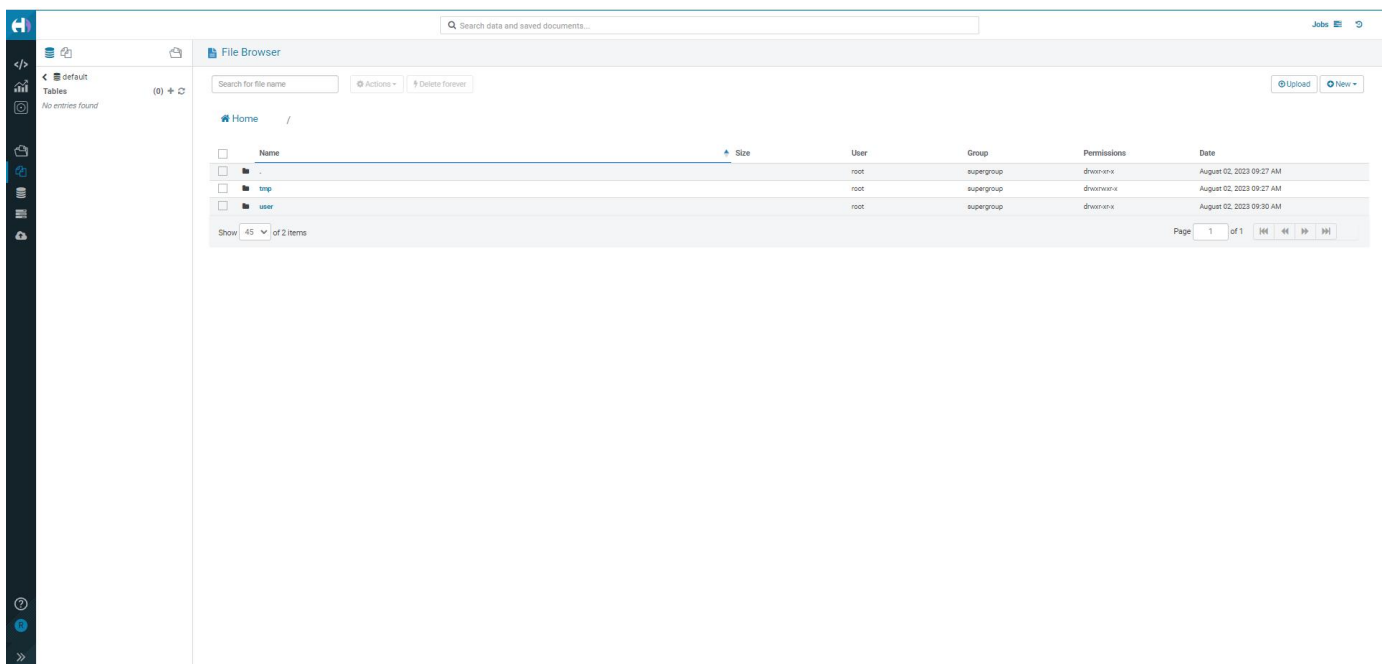 Search data and saved documents...
Jobs
File Browser
default
Tables (0)
No entries found
Search for file name Actions Delete forever Upload New
Home /
Name Size User Group Permissions Date
. root supergroup drwxr-xr-x August 02, 2023 09:27 AM
tmp root supergroup drwxrwxr-x August 02, 2023 09:27 AM
user root supergroup drwxr-xr-x August 02, 2023 09:30 AM
Show 45 of 2 items Page 1 of 1
R